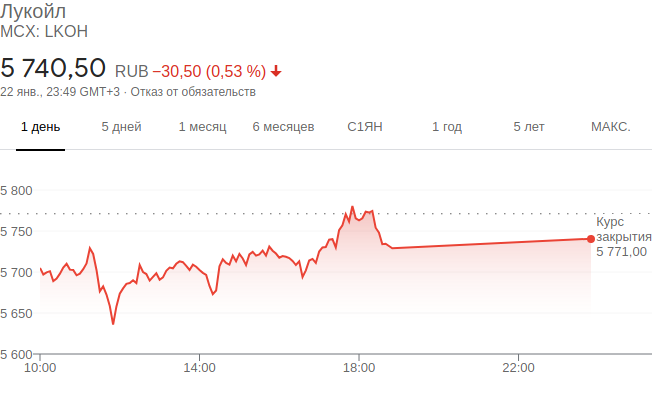 Лукойл
MCX: LKOH
5 740,50 RUB −30,50 (0,53 %)
22 янв., 23:49 GMT+3 · Отказ от обязательств
1 день 5 дней 1 месяц 6 месяцев С1ЯН 1 год 5 лет МАКС.
5 800
5 750
5 700
5 650
5 600
Курс
закрытия
5 771,00
10:00 14:00 18:00 22:00